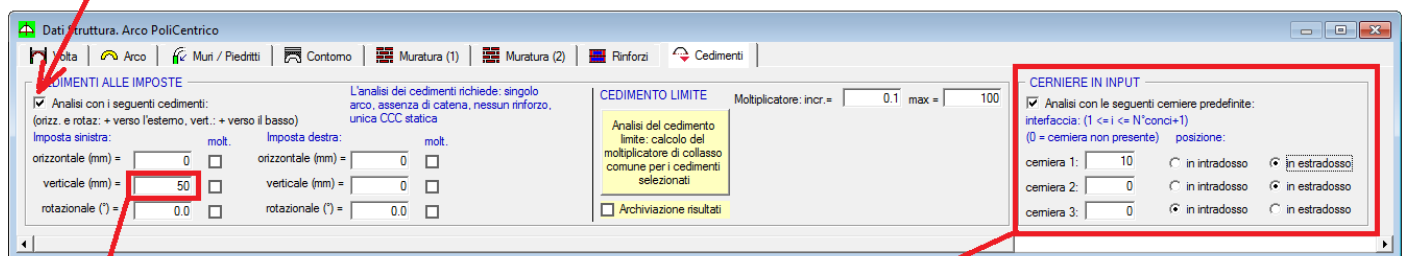 Dati Struttura. Arco PoliCentrico
Volta Arco Muri / Piedritti Contorno Muratura (1) Muratura (2) Rinforzi Cedimenti
CEDIMENTI ALLE IMPOSTE
Analisi con i seguenti cedimenti:
(orizz. e rotaz: + verso l'esterno, vert.: + verso il basso)
L'analisi dei cedimenti richiede: singolo
arco, assenza di catena, nessun rinforzo,
unica CCC statica
Imposta sinistra: molt. Imposta destra: molt.
orizzontale (mm) = 0 orizzontale (mm) = 0
verticale (mm) = 50 verticale (mm) = 0
rotazionale (°) = 0.0 rotazionale (°) = 0.0
CEDIMENTO LIMITE Moltiplicatore: incr.= 0.1 max = 100
Analisi del cedimento
limite: calcolo del
moltiplicatore di collasso
comune per i cedimenti
selezionati
Archiviazione risultati
CERNIERE IN INPUT
Analisi con le seguenti cerniere predefinite:
interfaccia: (1 <= i <= N°conci+1)
(0 = cerniera non presente) posizione:
cerniera 1: 10 in intradosso in estradosso
cerniera 2: 0 in intradosso in estradosso
cerniera 3: 0 in intradosso in estradosso